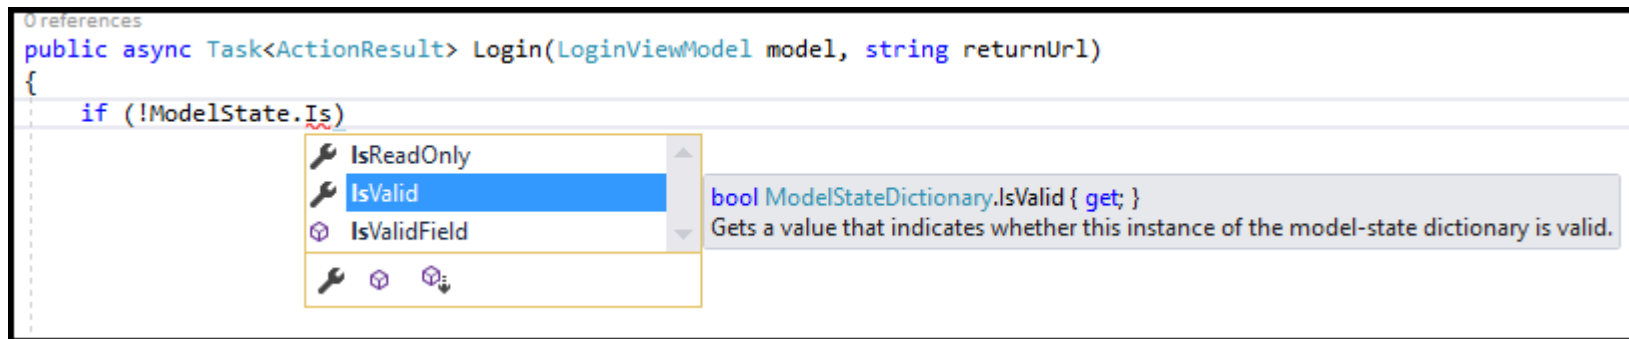 0 references
public async Task<ActionResult> Login(LoginViewModel model, string returnUrl)
{
if (!ModelState.Is)
IsReadOnly
IsValid
IsValidField
bool ModelStateDictionary.IsValid { get; }
Gets a value that indicates whether this instance of the model-state dictionary is valid.